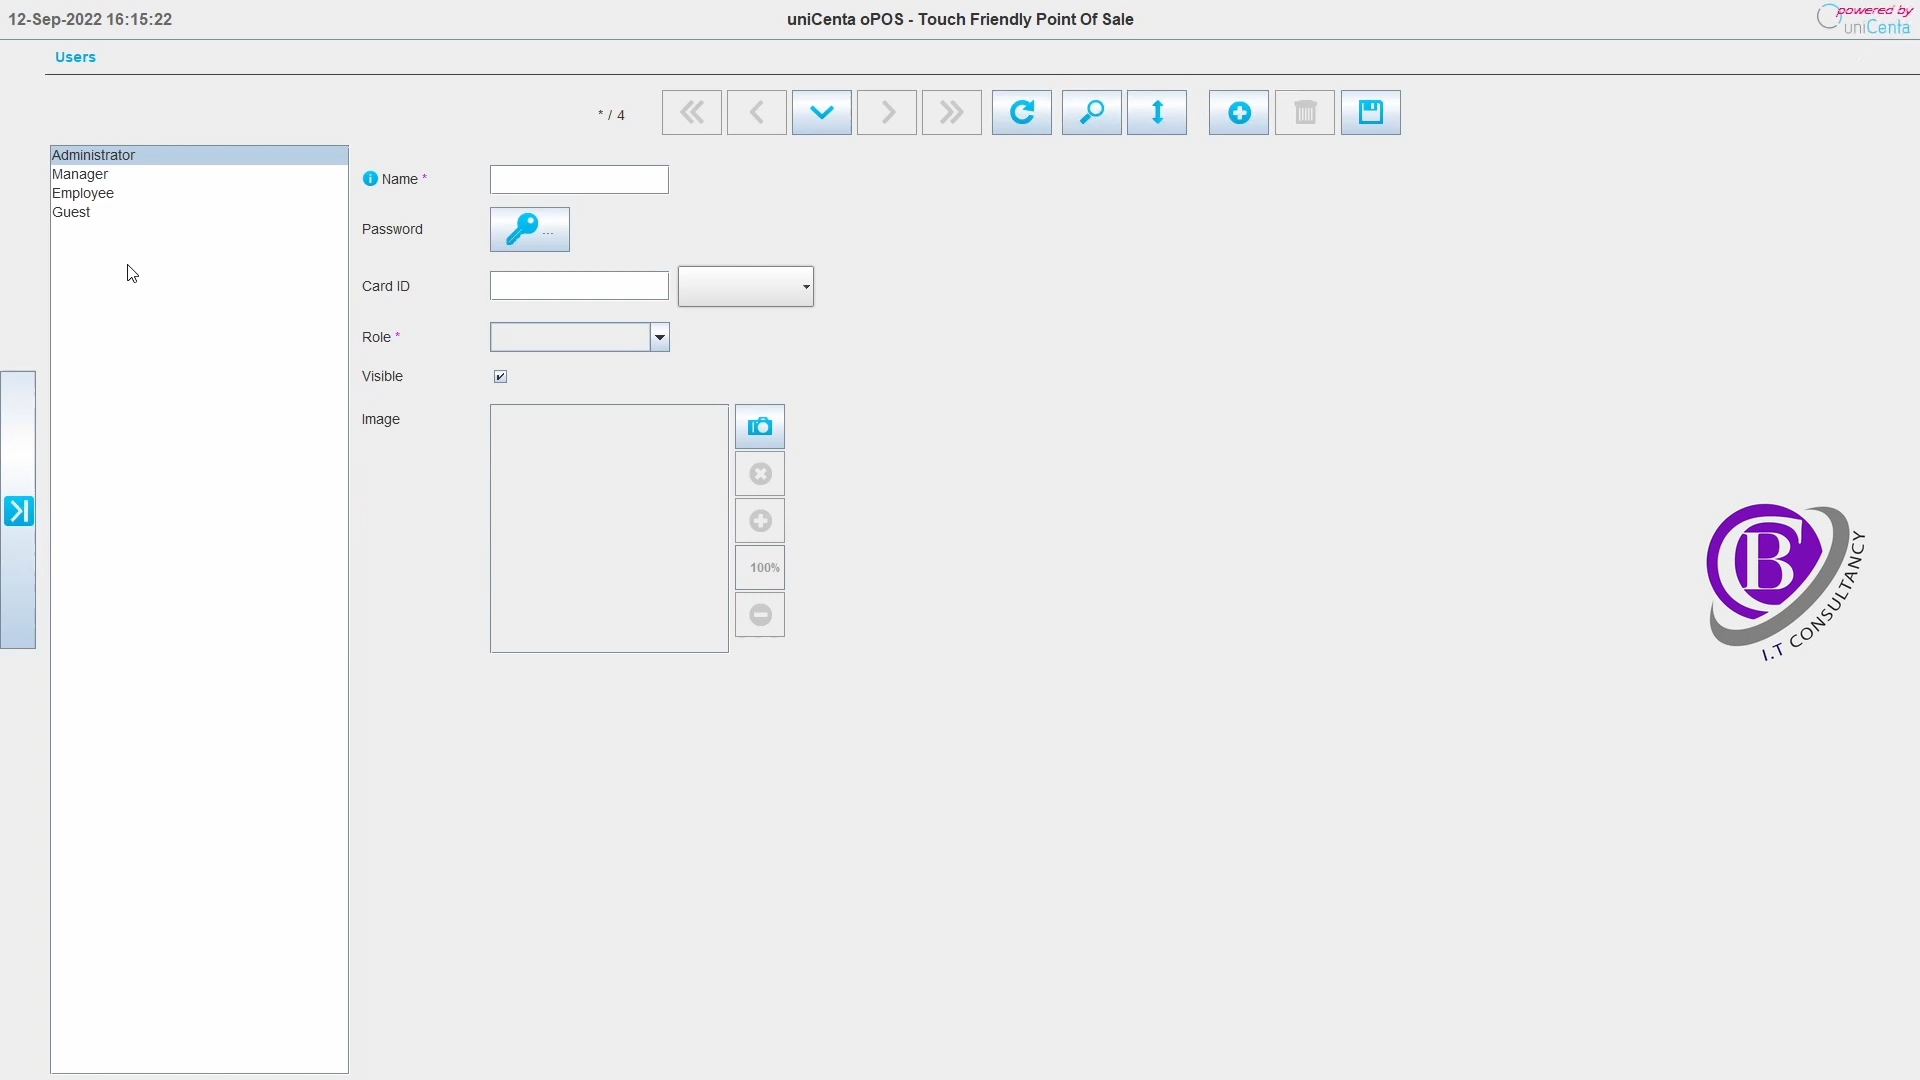 12-Sep-2022 16:15:22
uniCenta oPOS - Touch Friendly Point Of Sale
powered by
uniCenta
Users
* / 4
Administrator
Manager
Employee
Guest
Name *
Password
...
Card ID
Role *
Visible
Image
100%
CB
I.T CONSULTANCY